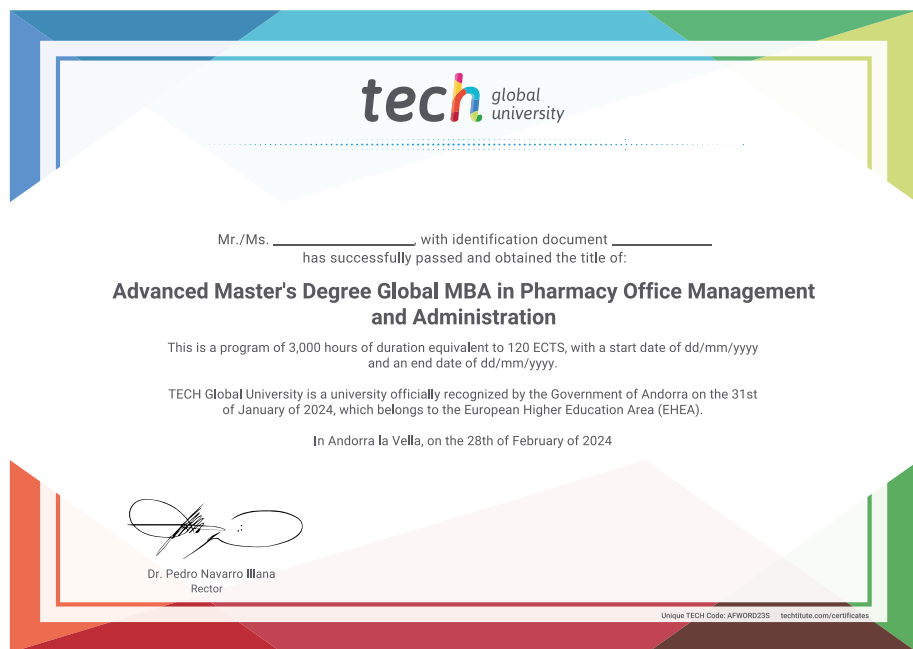 tech global
university
Mr./Ms. ____________, with identification document ____________
has successfully passed and obtained the title of:
Advanced Master's Degree Global MBA in Pharmacy Office Management
and Administration
This is a program of 3,000 hours of duration equivalent to 120 ECTS, with a start date of dd/mm/yyyy
and an end date of dd/mm/yyyy.
TECH Global University is a university officially recognized by the Government of Andorra on the 31st
of January of 2024, which belongs to the European Higher Education Area (EHEA).
In Andorra la Vella, on the 28th of February of 2024
Dr. Pedro Navarro Illana
Rector
Unique TECH Code: AFWORD23S techtitute.com/certificates